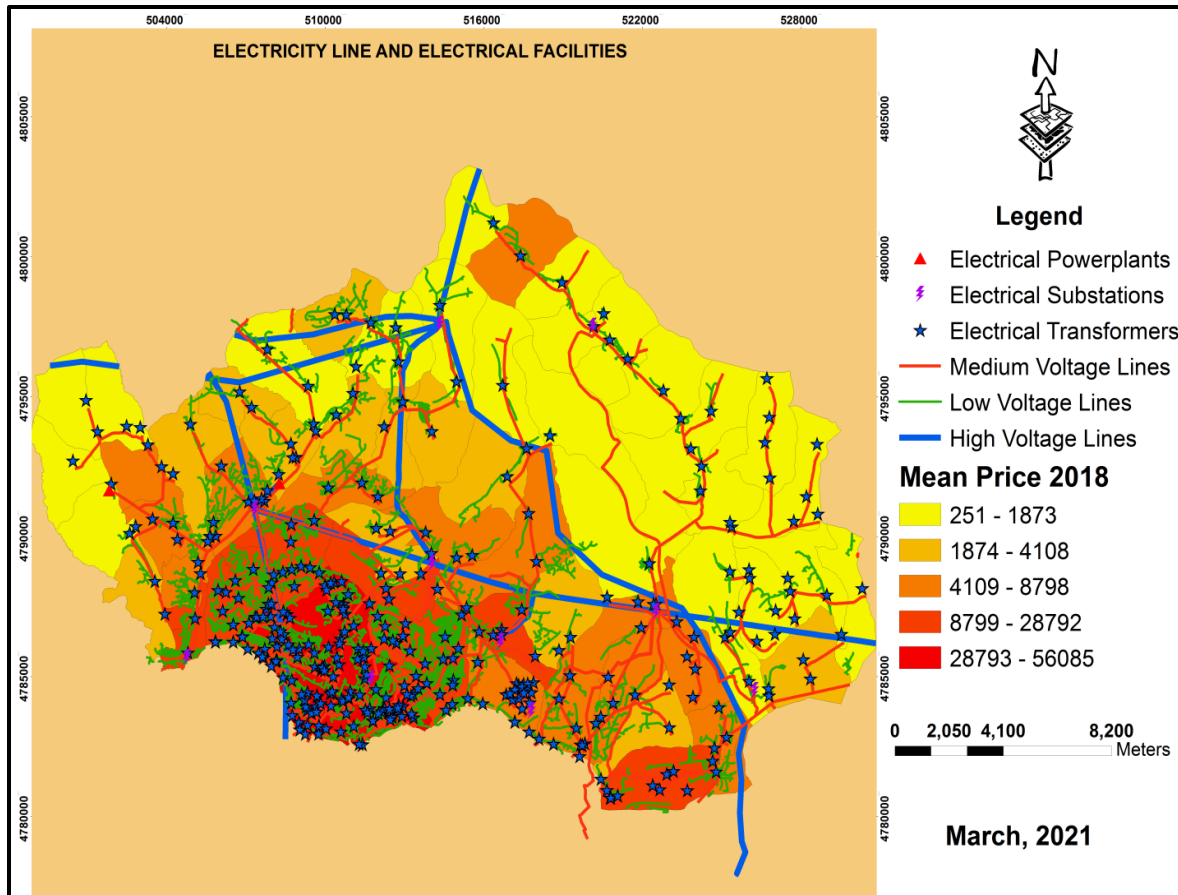 504000 510000 516000 522000 528000
ELECTRICITY LINE AND ELECTRICAL FACILITIES
4805000 4805000
4800000 4800000
4795000 4795000
4790000 4790000
4785000 4785000
4780000 4780000
N
Legend
Electrical Powerplants
Electrical Substations
Electrical Transformers
Medium Voltage Lines
Low Voltage Lines
High Voltage Lines
Mean Price 2018
251 - 1873
1874 - 4108
4109 - 8798
8799 - 28792
28793 - 56085
0 2,050 4,100 8,200
Meters
March, 2021